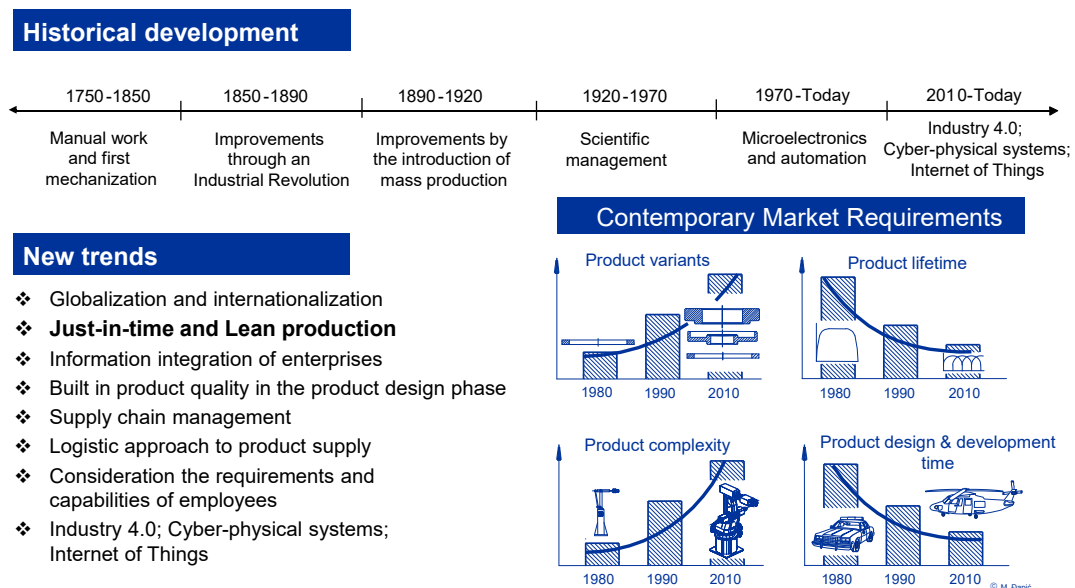 Historical development
1750-1850
1850-1890
1890-1920
1920-1970
1970-Today
2010-Today
Manual work
and first
mechanization
Improvements
through an
Industrial Revolution
Improvements by
the introduction of
mass production
Scientific
management
Microelectronics
and automation
Industry 4.0;
Cyber-physical systems;
Internet of Things
New trends
❖ Globalization and internationalization
❖ Just-in-time and Lean production
❖ Information integration of enterprises
❖ Built in product quality in the product design phase
❖ Supply chain management
❖ Logistic approach to product supply
❖ Consideration the requirements and
capabilities of employees
❖ Industry 4.0; Cyber-physical systems;
Internet of Things
Contemporary Market Requirements
Product variants
1980 1990 2010
Product lifetime
1980 1990 2010
Product complexity
1980 1990 2010
Product design & development
time
1980 1990 2010
© M.